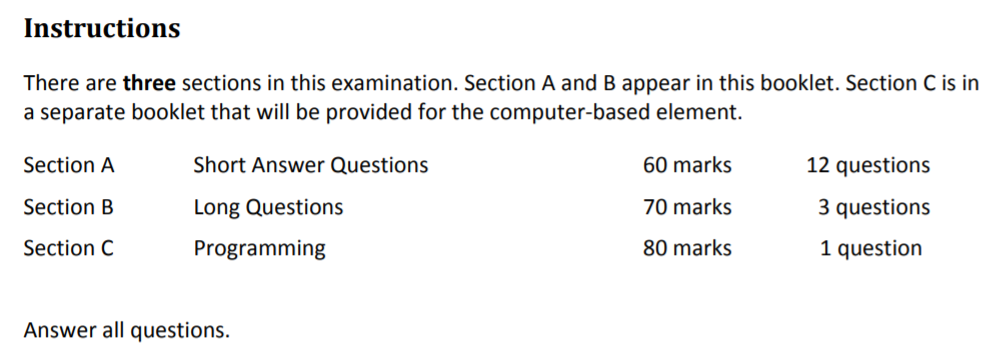 Instructions
There are three sections in this examination. Section A and B appear in this booklet. Section C is in
a separate booklet that will be provided for the computer-based element.
Section A Short Answer Questions 60 marks 12 questions
Section B Long Questions 70 marks 3 questions
Section C Programming 80 marks 1 question
Answer all questions.